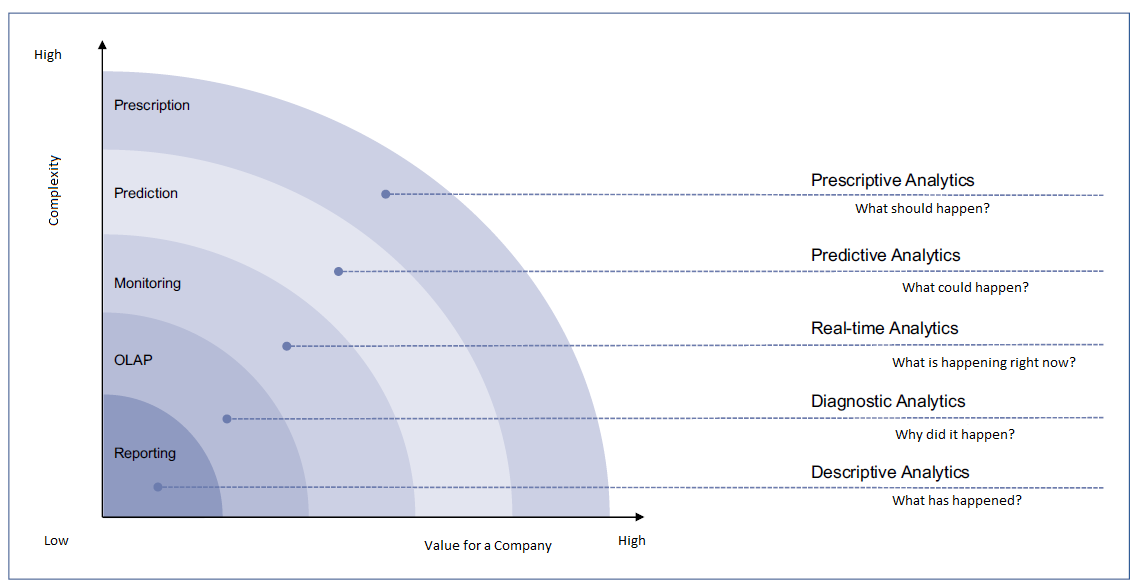 High
Prescription
Complexity
Prediction
Monitoring
OLAP
Reporting
Low
Value for a Company
High
Prescriptive Analytics
What should happen?
Predictive Analytics
What could happen?
Real-time Analytics
What is happening right now?
Diagnostic Analytics
Why did it happen?
Descriptive Analytics
What has happened?